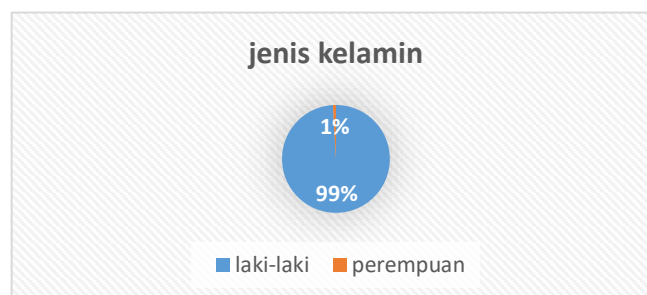 jenis kelamin
1%
99%
laki-laki perempuan